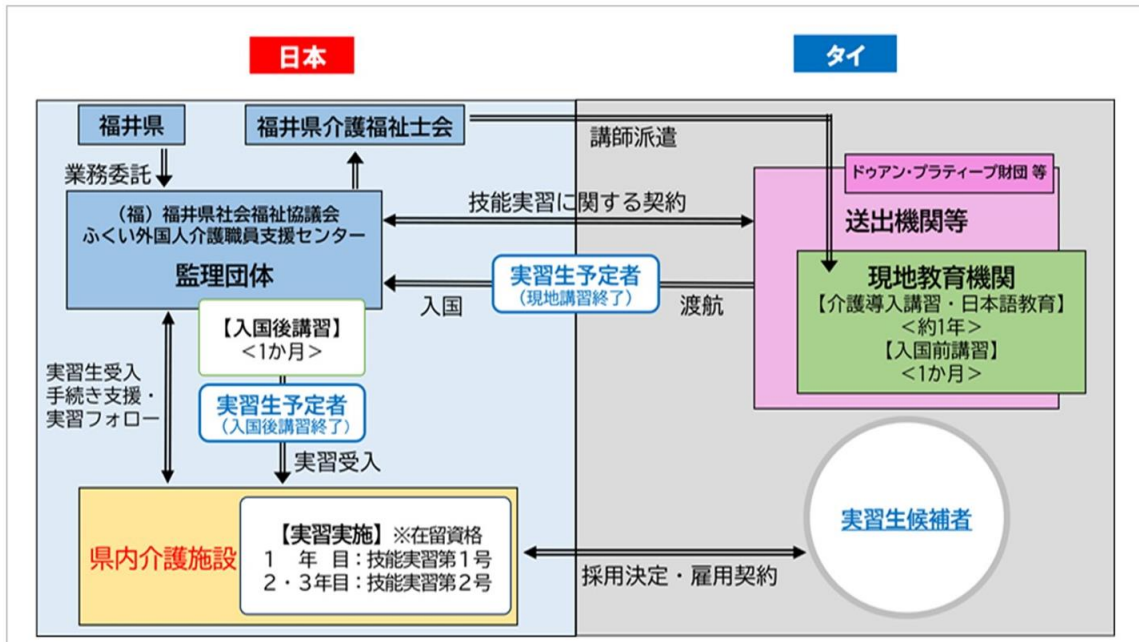 日本
タイ
福井県
福井県介護福祉士会
講師派遣
業務委託
ドゥアン・プラティープ財団 等
(福)福井県社会福祉協議会
ふくい外国人介護職員支援センター
監理団体
技能実習に関する契約
送出機関等
実習生予定者
(現地講習終了)
入国
渡航
現地教育機関
【介護導入講習・日本語教育】
<約1年>
【入国前講習】
<1か月>
【入国後講習】
<1か月>
実習生受入
手続き支援・
実習フォロー
実習生予定者
(入国後講習終了)
実習受入
県内介護施設
【実習実施】※在留資格
1 年 目:技能実習第1号
2・3年目:技能実習第2号
実習生候補者
採用決定・雇用契約